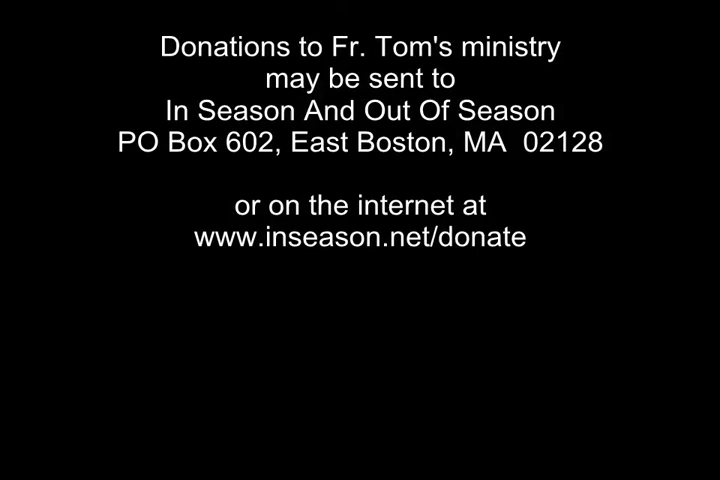 Donations to Fr. Tom's ministry
may be sent to
In Season And Out Of Season
PO Box 602, East Boston, MA  02128
or on the internet at
www.inseason.net/donate